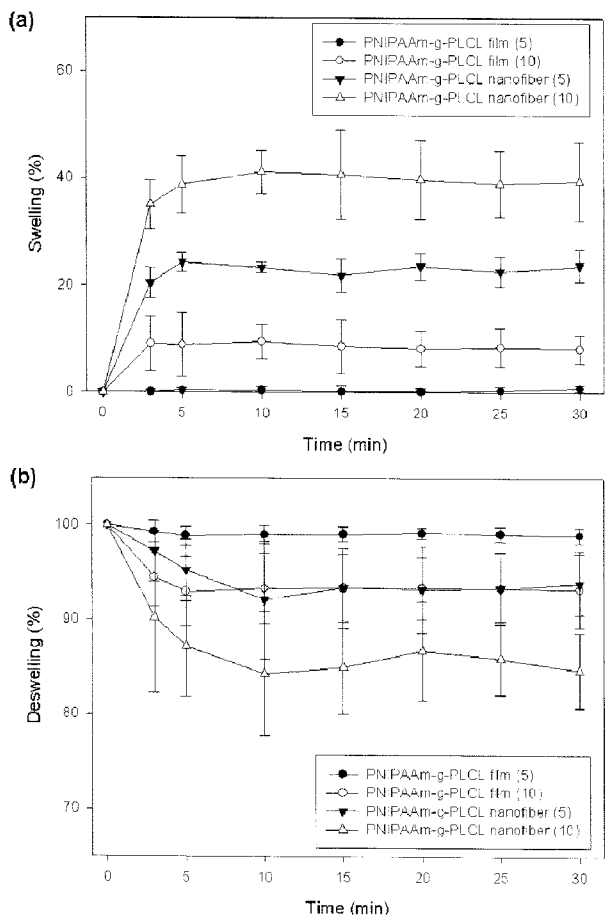 (a)
60
40
20
0
Swelling (%)
PNIPAAm-g-PLCL film (5)
PNIPAAm-g-PLCL film (10)
PNIPAAm-g-PLCL nanofiber (5)
PNIPAAm-g-PLCL nanofiber (10)
0 5 10 15 20 25 30
Time (min)
(b)
100
90
80
70
Deswelling (%)
PNIPAAm-g-PLCL film (5)
PNIPAAm-g-PLCL film (10)
PNIPAAm-g-PLCL nanofiber (5)
PNIPAAm-g-PLCL nanofiber (10)
0 5 10 15 20 25 30
Time (min)